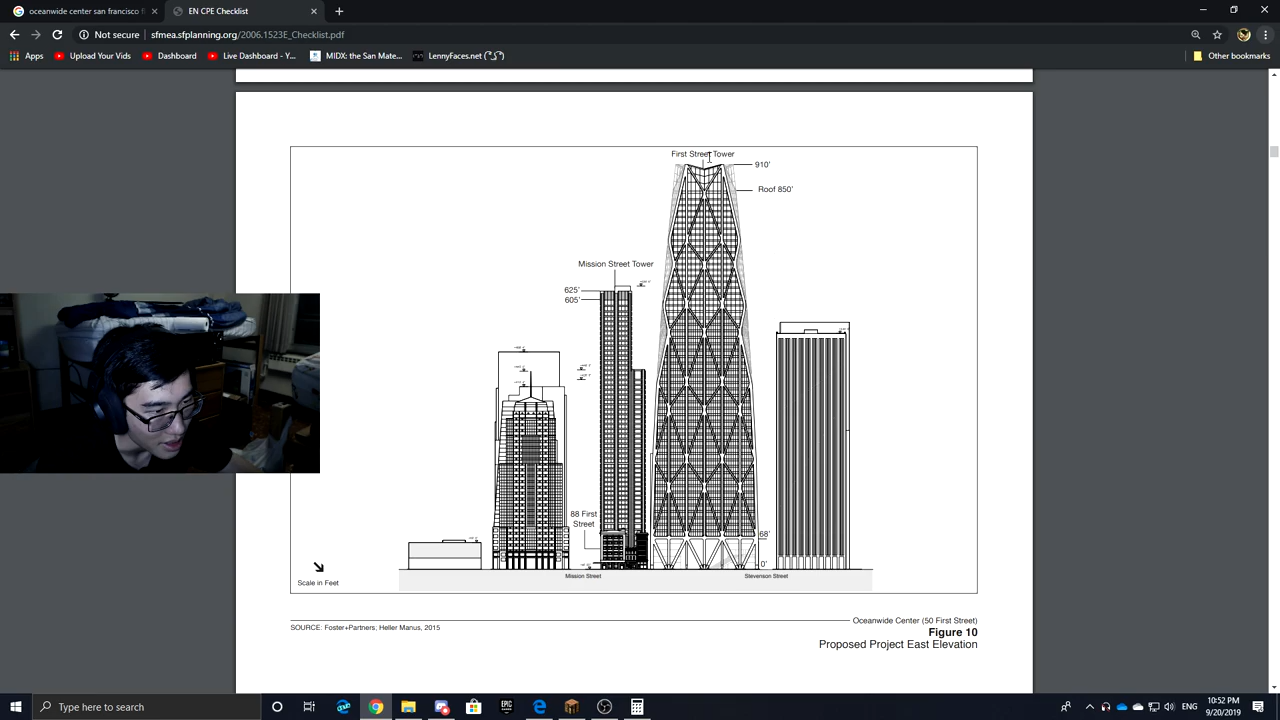 oceanwide center san francisco fi
EN CPE Checklist
Not secure | sfmea.sfplanning.org/2006.1523E_Checklist.pdf
Apps
Upload Your Vids
Dashboard
Live Dashboard - Y...
MIDX: the San Mate...
Other bookmarks
First Street Tower
910'
Roof 850'
Mission Street Tower
625'
605'
88 First
Street
68'
0'
Mission Street
Stevenson Street
Scale in Feet
SOURCE: Foster+Partners; Heller Manus, 2015
Oceanwide Center (50 First Street)
Figure 10
Proposed Project East Elevation
Type here to search
10:52 PM
9/20/2019